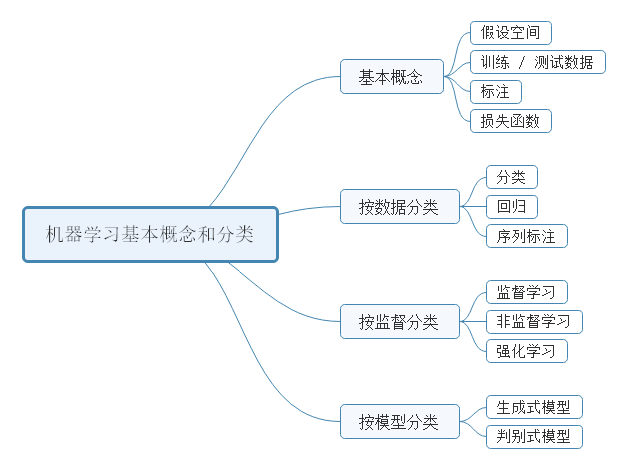 机器学习基本概念和分类
基本概念
假设空间
训练 / 测试数据
标注
损失函数
按数据分类
分类
回归
序列标注
按监督分类
监督学习
非监督学习
强化学习
按模型分类
生成式模型
判别式模型